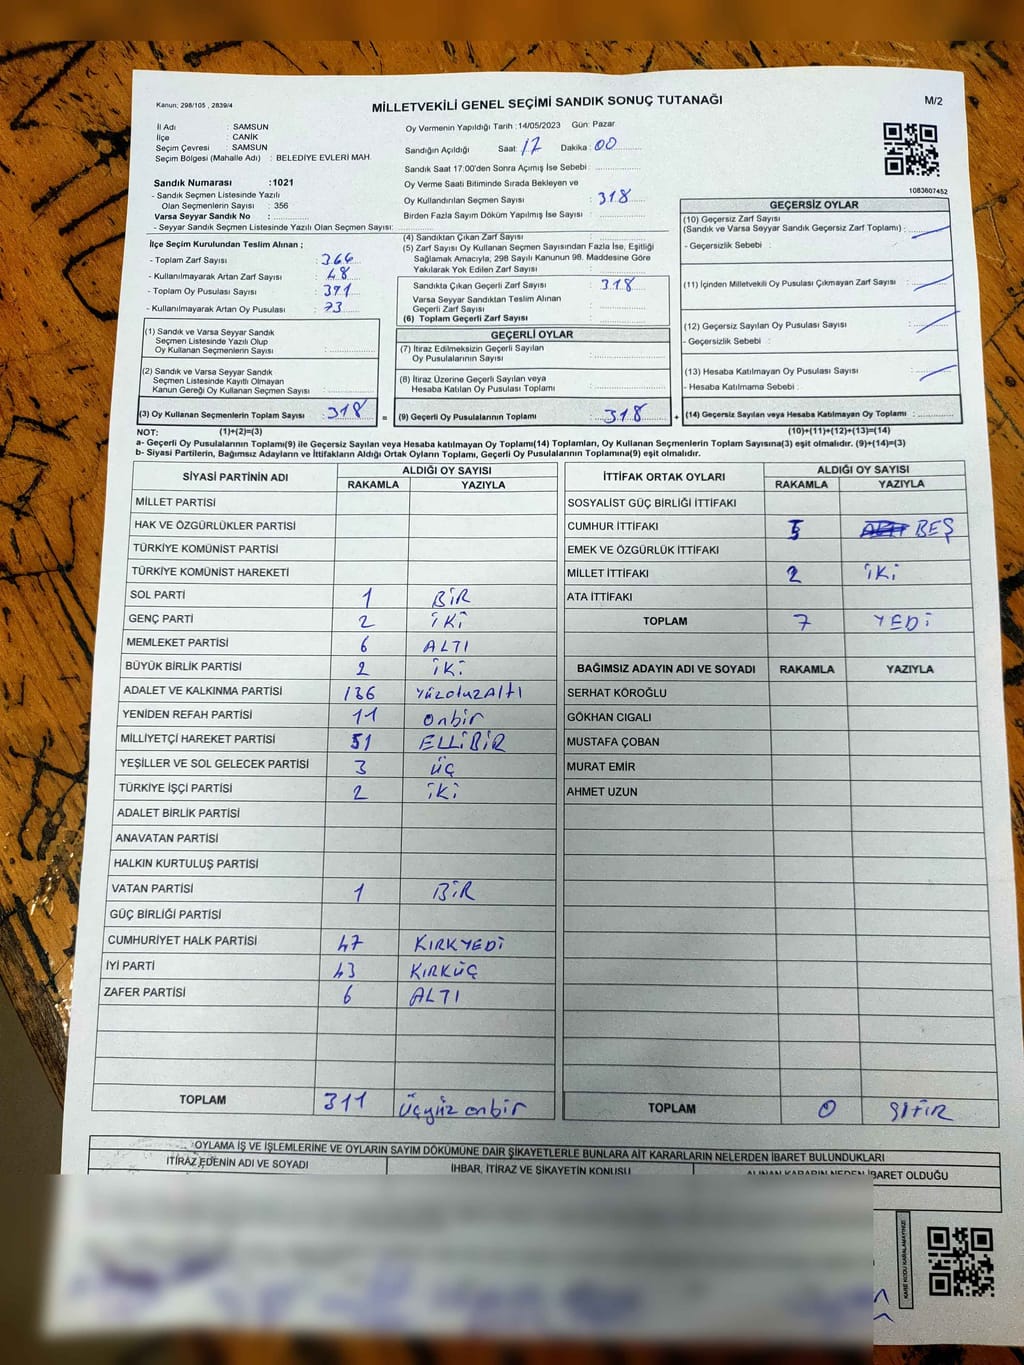 Kanun; 298/105 , 2839/4
MİLLETVEKİLİ GENEL SEÇİMİ SANDIK SONUÇ TUTANAĞI
M/2
İl Adı : SAMSUN
İlçe : CANİK
Seçim Çevresi : SAMSUN
Seçim Bölgesi (Mahalle Adı) : BELEDİYE EVLERİ MAH.
Sandık Numarası :1021
- Sandık Seçmen Listesinde Yazılı
Olan Seçmenlerin Sayısı : 356
Varsa Seyyar Sandık No :
- Seyyar Sandık Seçmen Listesinde Yazılı Olan Seçmen Sayısı:
Oy Vermenin Yapıldığı Tarih :14/05/2023 Gün: Pazar
Sandığın Açıldığı Saat: 17 Dakika : 00
Sandık Saat 17:00'den Sonra Açımış İse Sebebi :
Oy Verme Saati Bitiminde Sırada Bekleyen ve
Oy Kullandırılan Seçmen Sayısı : 318
Birden Fazla Sayım Döküm Yapılmış İse Sayısı :
1083607452
İlçe Seçim Kurulundan Teslim Alınan ;
- Toplam Zarf Sayısı : 366
- Kullanılmayarak Artan Zarf Sayısı : 48
- Toplam Oy Pusulası Sayısı : 391
- Kullanılmayarak Artan Oy Pusulası : 73
(4) Sandıktan Çıkan Zarf Sayısı :
(5) Zarf Sayısı Oy Kullanan Seçmen Sayısından Fazla İse, Eşitliği
Sağlamak Amacıyla; 298 Sayılı Kanunun 98. Maddesine Göre
Yakılarak Yok Edilen Zarf Sayısı :
Sandıkta Çıkan Geçerli Zarf Sayısı : 318
Varsa Seyyar Sandıktan Teslim Alınan
Geçerli Zarf Sayısı :
(6) Toplam Geçerli Zarf Sayısı :
GEÇERSİZ OYLAR
(10) Geçersiz Zarf Sayısı
(Sandık ve Varsa Seyyar Sandık Geçersiz Zarf Toplamı) :
- Geçersizlik Sebebi :
(11) İçinden Milletvekili Oy Pusulası Çıkmayan Zarf Sayısı :
(12) Geçersiz Sayılan Oy Pusulası Sayısı :
- Geçersizlik Sebebi :
(13) Hesaba Katılmayan Oy Pusulası Sayısı :
- Hesaba Katılmama Sebebi :
(14) Geçersiz Sayılan veya Hesaba Katılmayan Oy Toplamı :
(1) Sandık ve Varsa Seyyar
Sandık Seçmen Listesinde Yazılı Olup
Oy Kullanan Seçmenlerin Sayısı :
(2) Sandık ve Varsa Seyyar Sandık
Seçmen Listesinde Kayıtlı Olmayan
Kanun Gereği Oy Kullanan Seçmen Sayısı :
(3) Oy Kullanan Seçmenlerin Toplam Sayısı : 318 =
GEÇERLİ OYLAR
(7) İtiraz Edilmeksizin Geçerli Sayılan
Oy Pusulalarının Sayısı :
(8) İtiraz Üzerine Geçerli Sayılan veya
Hesaba Katılan Oy Pusulası Toplamı :
(9) Geçerli Oy Pusulalarının Toplamı : 318 +
NOT: (1)+(2)=(3) (10)+(11)+(12)+(13)=(14)
a- Geçerli Oy Pusulalarının Toplamı(9) ile Geçersiz Sayılan veya Hesaba katılmayan Oy Toplamı(14) Toplamları, Oy Kullanan Seçmenlerin Toplam Sayısına(3) eşit olmalıdır. (9)+(14)=(3)
b- Siyasi Partilerin, Bağımsız Adayların ve İttifakların Aldığı Ortak Oyların Toplamı, Geçerli Oy Pusulalarının Toplamına(9) eşit olmalıdır.
SİYASİ PARTİNİN ADI ALDIĞI OY SAYISI
RAKAMLA YAZIYLA
MİLLET PARTİSİ
HAK VE ÖZGÜRLÜKLER PARTİSİ
TÜRKİYE KOMÜNİST PARTİSİ
TÜRKİYE KOMÜNİST HAREKETİ
SOL PARTİ 1 BİR
GENÇ PARTİ 2 İKİ
MEMLEKET PARTİSİ 6 ALTI
BÜYÜK BİRLİK PARTİSİ 2 İKİ
ADALET VE KALKINMA PARTİSİ 136 YüzotuzAltı
YENİDEN REFAH PARTİSİ 11 onbir
MİLLİYETÇİ HAREKET PARTİSİ 51 ELLİBİR
YEŞİLLER VE SOL GELECEK PARTİSİ 3 ÜÇ
TÜRKİYE İŞÇİ PARTİSİ 2 İKİ
ADALET BİRLİK PARTİSİ
ANAVATAN PARTİSİ
HALKIN KURTULUŞ PARTİSİ
VATAN PARTİSİ 1 BİR
GÜÇ BİRLİĞİ PARTİSİ
CUMHURİYET HALK PARTİSİ 47 KIRKYEDİ
İYİ PARTİ 43 KIRKÜÇ
ZAFER PARTİSİ 6 ALTI
TOPLAM 311 üçyüz onbir
İTTİFAK ORTAK OYLARI ALDIĞI OY SAYISI
RAKAMLA YAZIYLA
SOSYALİST GÜÇ BİRLİĞİ İTTİFAKI
CUMHUR İTTİFAKI 5 BEŞ
EMEK VE ÖZGÜRLÜK İTTİFAKI
MİLLET İTTİFAKI 2 İKİ
ATA İTTİFAKI
TOPLAM 7 YEDİ
BAĞIMSIZ ADAYIN ADI VE SOYADI RAKAMLA YAZIYLA
SERHAT KÖROĞLU
GÖKHAN CIGALI
MUSTAFA ÇOBAN
MURAT EMİR
AHMET UZUN
TOPLAM 0 SIFIR
OYLAMA İŞ VE İŞLEMLERİNE VE OYLARIN SAYIM DÖKÜMÜNE DAİR ŞİKAYETLERLE BUNLARA AİT KARARLARIN NELERDEN İBARET BULUNDUKLARI
İTİRAZ EDENİN ADI VE SOYADI İHBAR, İTİRAZ VE ŞİKAYETİN KONUSU ALINAN KARARIN NEDEN İBARET OLDUĞU
KARE KODU KARALAMAYINIZ!